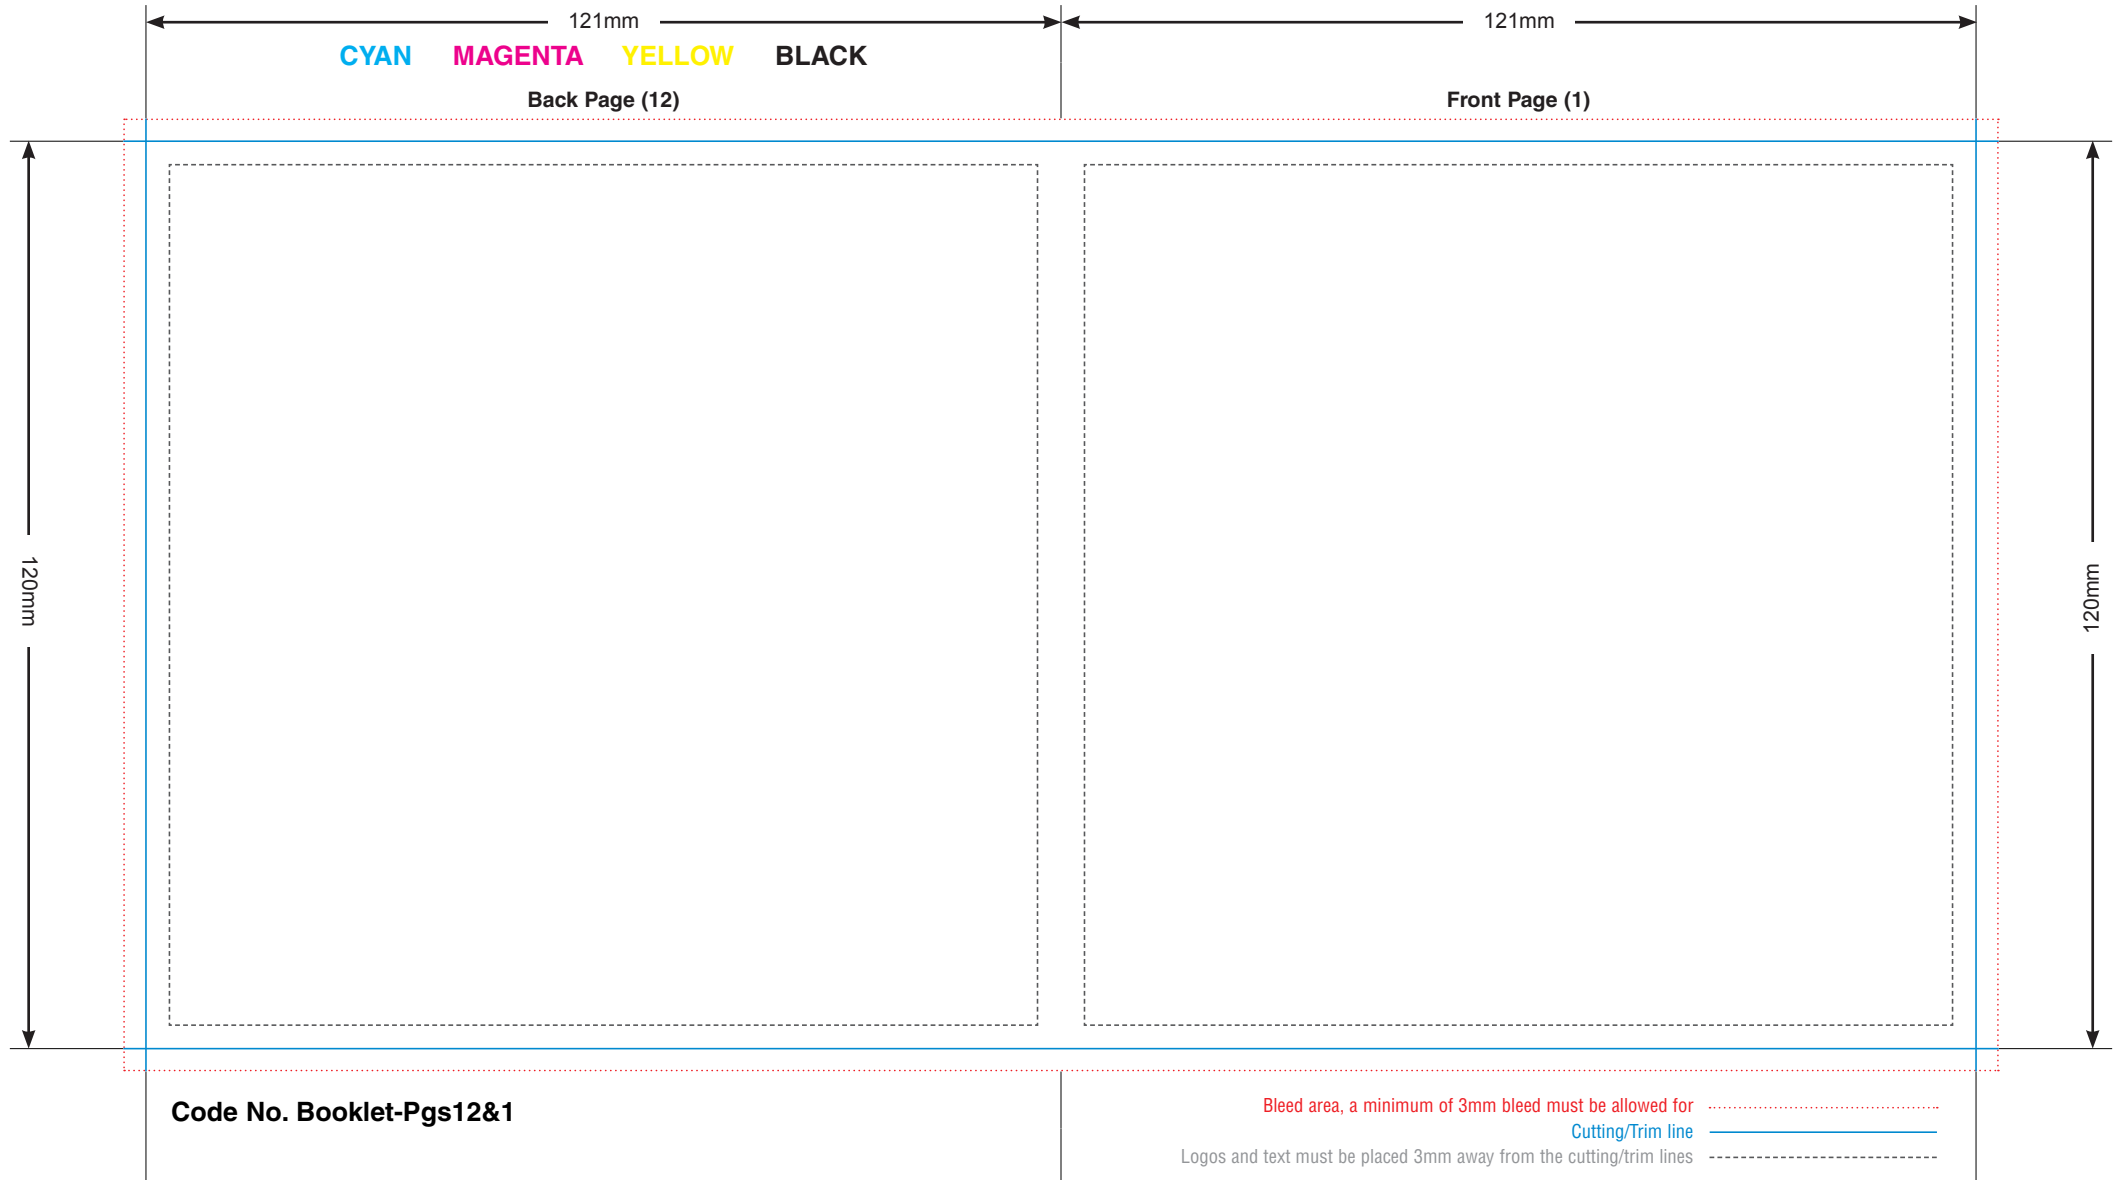 121mm 121mm
CYAN MAGENTA YELLOW BLACK
Back Page (12) Front Page (1)
120mm
120mm
Code No. Booklet-Pgs12&1
Bleed area, a minimum of 3mm bleed must be allowed for
Cutting/Trim line
Logos and text must be placed 3mm away from the cutting/trim lines